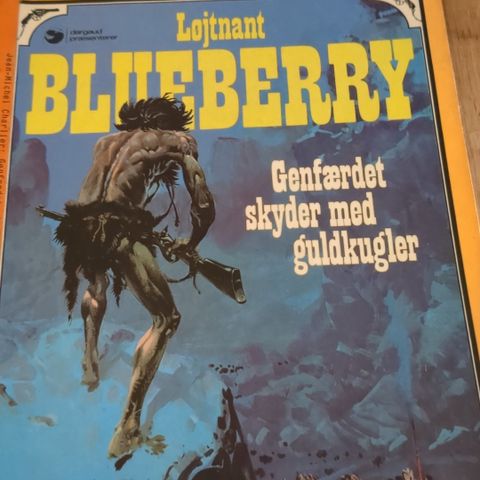 dargaud
præsenterer
Løjtnant
BLUEBERRY
Genfærdet
skyder med
guldkugler
Jean-Michel Charlier: